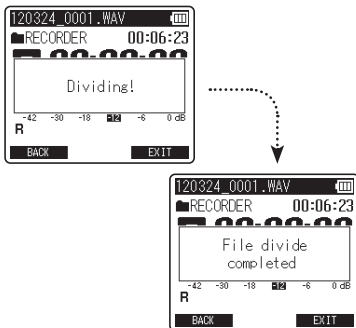 120324_0001.WAV
RECORDER 00:06:23
Dividing!
-42 -30 -18 -12 -6 0 dB
R
BACK EXIT
120324_0001.WAV
RECORDER 00:06:23
File divide
completed
-42 -30 -18 -12 -6 0 dB
R
BACK EXIT